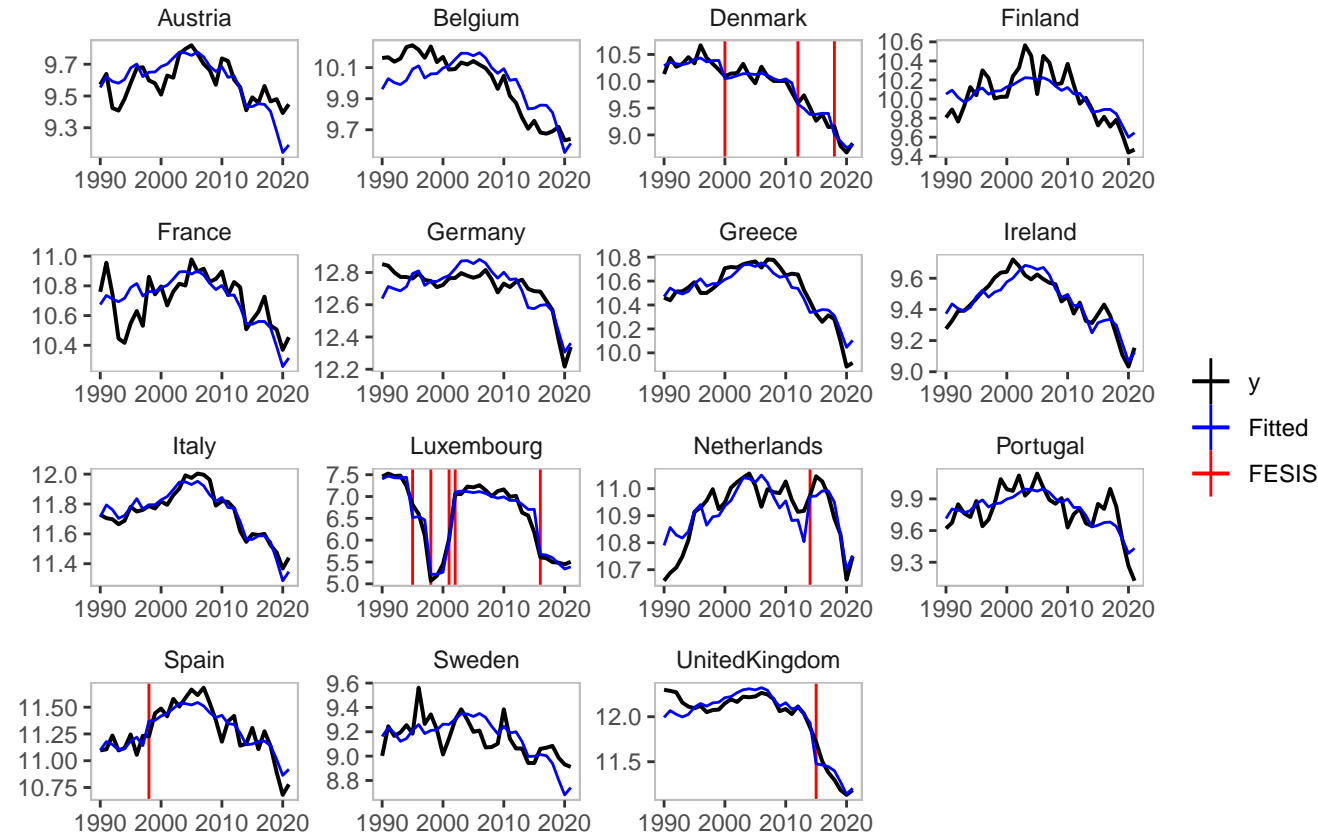 Austria Belgium Denmark Finland
9.7 9.5 9.3
10.1 9.9 9.7
10.5 10.0 9.5 9.0
10.6 10.4 10.2 10.0 9.8 9.6 9.4
1990 2000 2010 2020 1990 2000 2010 2020 1990 2000 2010 2020 1990 2000 2010 2020
France Germany Greece Ireland
11.0 10.8 10.6 10.4
12.8 12.6 12.4 12.2
10.8 10.6 10.4 10.2 10.0
9.6 9.4 9.2 9.0
1990 2000 2010 2020 1990 2000 2010 2020 1990 2000 2010 2020 1990 2000 2010 2020
y
Fitted
FESIS
Italy Luxembourg Netherlands Portugal
12.0 11.8 11.6 11.4
7.5 7.0 6.5 6.0 5.5 5.0
11.0 10.9 10.8 10.7
9.9 9.6 9.3
1990 2000 2010 2020 1990 2000 2010 2020 1990 2000 2010 2020 1990 2000 2010 2020
Spain Sweden UnitedKingdom
11.50 11.25 11.00 10.75
9.6 9.4 9.2 9.0 8.8
12.0 11.5
1990 2000 2010 2020 1990 2000 2010 2020 1990 2000 2010 2020